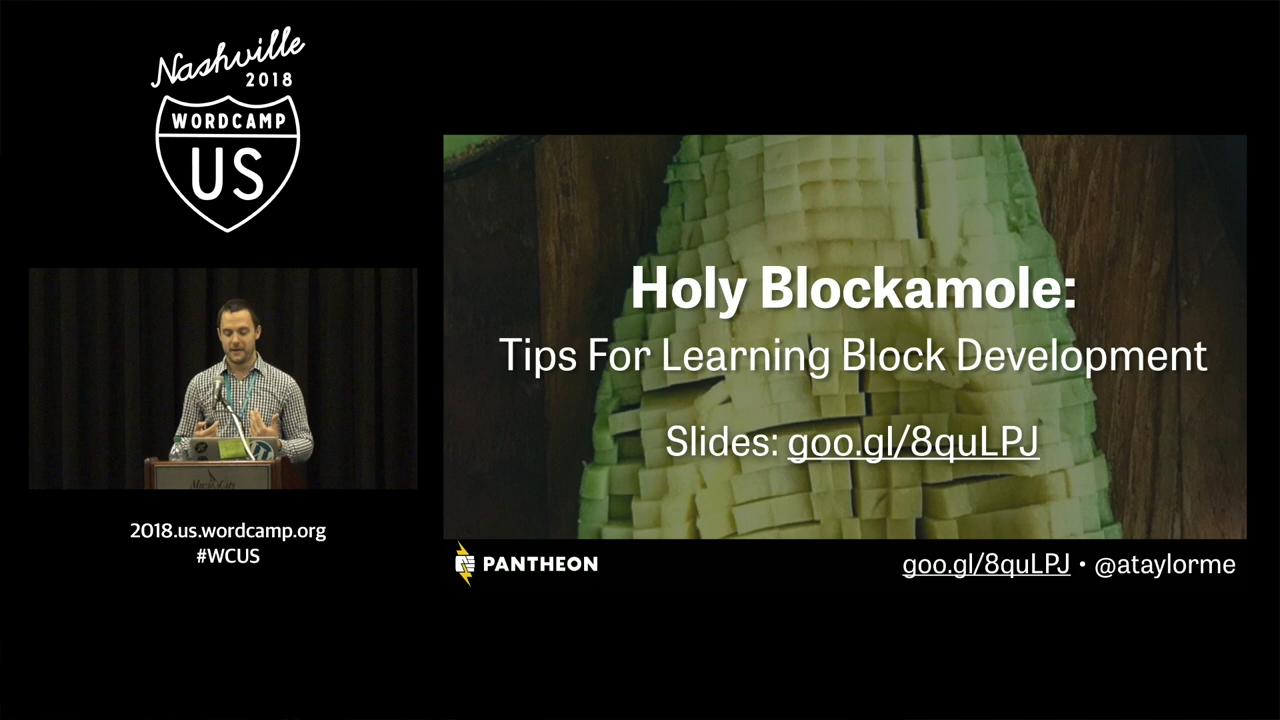 Nashville
2018
WORDCAMP
US
2018.us.wordcamp.org
#WCUS
Holy Blockamole:
Tips For Learning Block Development
Slides: goo.gl/8quLPJ
PANTHEON
goo.gl/8quLPJ • @ataylorme